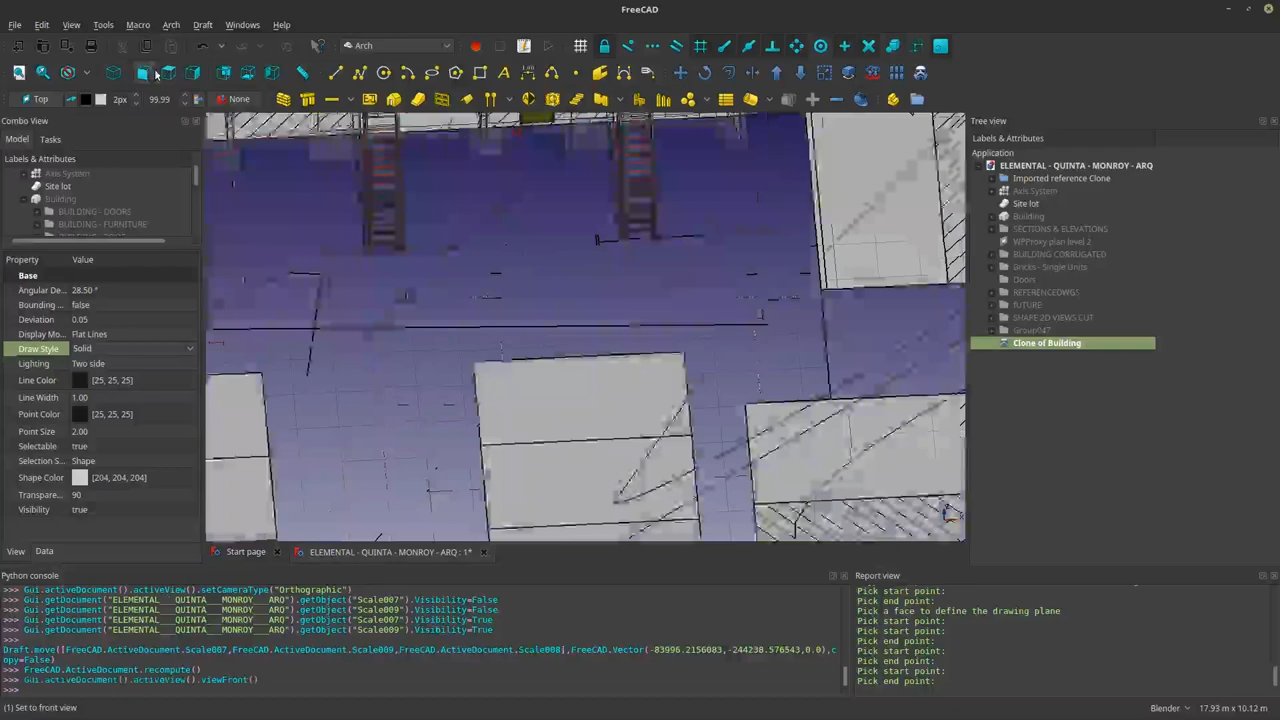 FreeCAD
File Edit View Tools Macro Arch Draft Windows Help
Arch
Top 2px 99.99 None
Combo View
Model Tasks
Labels & Attributes
Axis System
Site lot
Building
BUILDING - DOORS
BUILDING - FURNITURE
Property Value
Base
Angular De... 28.50 °
Bounding ... false
Deviation 0.05
Display Mo... Flat Lines
Draw Style Solid
Lighting Two side
Line Color [25, 25, 25]
Line Width 1.00
Point Color [25, 25, 25]
Point Size 2.00
Selectable true
Selection S... Shape
Shape Color [204, 204, 204]
Transpare... 90
Visibility true
View Data
Start page ELEMENTAL - QUINTA - MONROY - ARQ : 1*
Tree view
Labels & Attributes
Application
ELEMENTAL - QUINTA - MONROY - ARQ
Imported reference Clone
Axis System
Site lot
Building
SECTIONS & ELEVATIONS
WPProxy plan level 2
BUILDING CORRUGATED
Bricks - Single Units
Doors
REFERENCEDWGS
fUTURE
SHAPE 2D VIEWS CUT
Group047
Clone of Building
Python console
>>> Gui.activeDocument().activeView().setCameraType("Orthographic")
>>> Gui.getDocument("ELEMENTAL___QUINTA___MONROY___ARQ").getObject("Scale007").Visibility=False
>>> Gui.getDocument("ELEMENTAL___QUINTA___MONROY___ARQ").getObject("Scale009").Visibility=False
>>> Gui.getDocument("ELEMENTAL___QUINTA___MONROY___ARQ").getObject("Scale007").Visibility=True
>>> Gui.getDocument("ELEMENTAL___QUINTA___MONROY___ARQ").getObject("Scale009").Visibility=True
>>>
Draft.move([FreeCAD.ActiveDocument.Scale007,FreeCAD.ActiveDocument.Scale009,FreeCAD.ActiveDocument.Scale008],FreeCAD.Vector(-83996.2156083,-244238.576543,0.0),c
opy=False)
>>> FreeCAD.ActiveDocument.recompute()
>>> Gui.activeDocument().activeView().viewFront()
>>>
Report view
Pick start point:
Pick end point:
Pick a face to define the drawing plane
Pick start point:
Pick start point:
Pick end point:
Pick start point:
Pick end point:
Pick start point:
Pick end point:
(1) Set to front view
Blender 17.93 m x 10.12 m